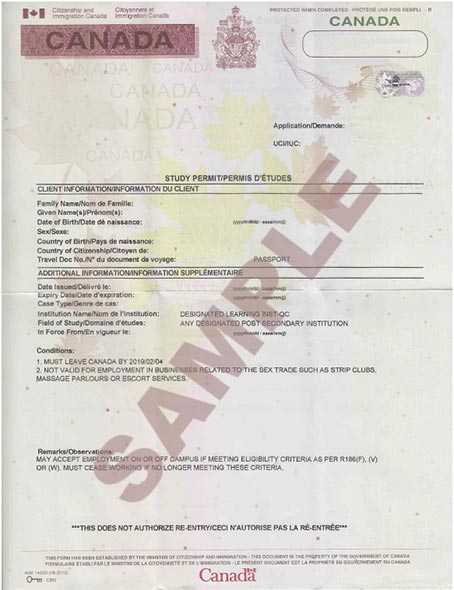 Citizenship and Immigration Canada Citoyenneté et Immigration Canada
PROTECTED WHEN COMPLETED PROTÉGÉ UNE FOIS REMPLI - B
CANADA
CANADA
CANADA
CANADA
CANADA
CANADA
Application/Demande:
UCI/IUC:
STUDY PERMIT/PERMIS D'ÉTUDES
CLIENT INFORMATION/INFORMATION DU CLIENT
Family Name/Nom de Famille:
Given Name(s)/Prénom(s):
Date of Birth/Date de naissance: (yyyy/mm/dd - aaaa/mm/jj)
Sex/Sexe:
Country of Birth/Pays de naissance:
Country of Citizenship/Citoyen de:
Travel Doc No./N° du document de voyage: PASSPORT
ADDITIONAL INFORMATION/INFORMATION SUPPLÉMENTAIRE
Date Issued/Délivré le: (yyyy/mm/dd - aaaa/mm/jj)
Expiry Date/Date d'expiration: (yyyy/mm/dd - aaaa/mm/jj)
Case Type/Genre de cas:
Institution Name/Nom de l'Institution: DESIGNATED LEARNING INST-QC
Field of Study/Domaine d'études: ANY DESIGNATED POST SECONDARY INSTITUTION
In Force From/En vigueur le: (yyyy/mm/dd - aaaa/mm/jj)
Conditions:
1. MUST LEAVE CANADA BY 2019/02/04
2. NOT VALID FOR EMPLOYMENT IN BUSINESSES RELATED TO THE SEX TRADE SUCH AS STRIP CLUBS,
MASSAGE PARLOURS OR ESCORT SERVICES.
SAMPLE
Remarks/Observations:
MAY ACCEPT EMPLOYMENT ON OR OFF CAMPUS IF MEETING ELIGIBILITY CRITERIA AS PER R186(F), (V)
OR (W). MUST CEASE WORKING IF NO LONGER MEETING THESE CRITERIA.
***THIS DOES NOT AUTHORIZE RE-ENTRY/CECI N'AUTORISE PAS LA RÉ-ENTRÉE***
THIS FORM HAS BEEN ESTABLISHED BY THE MINISTER OF CITIZENSHIP AND IMMIGRATION - THIS DOCUMENT IS THE PROPERTY OF THE GOVERNMENT OF CANADA
FORMULAIRE ÉTABLI PAR LE MINISTRE DE LA CITOYENNETÉ ET DE L'IMMIGRATION - LE PRÉSENT DOCUMENT EST LA PROPRIÉTÉ DU GOUVERNEMENT DU CANADA
Canada